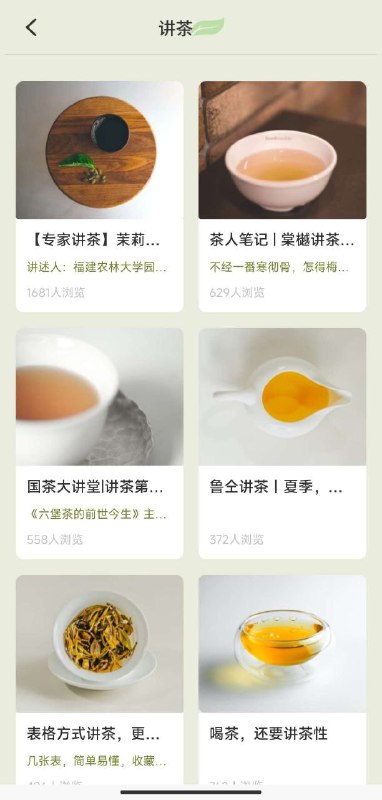 讲茶
【专家讲茶】茉莉...
讲述人：福建农林大学园...
1681人浏览
茶人笔记 | 棠樾讲茶...
不经一番寒彻骨，怎得梅...
629人浏览
国茶大讲堂|讲茶第...
《六堡茶的前世今生》主...
558人浏览
鲁仝讲茶丨夏季，...
372人浏览
表格方式讲茶，更...
几张表，简单易懂，收藏...
喝茶，还要讲茶性